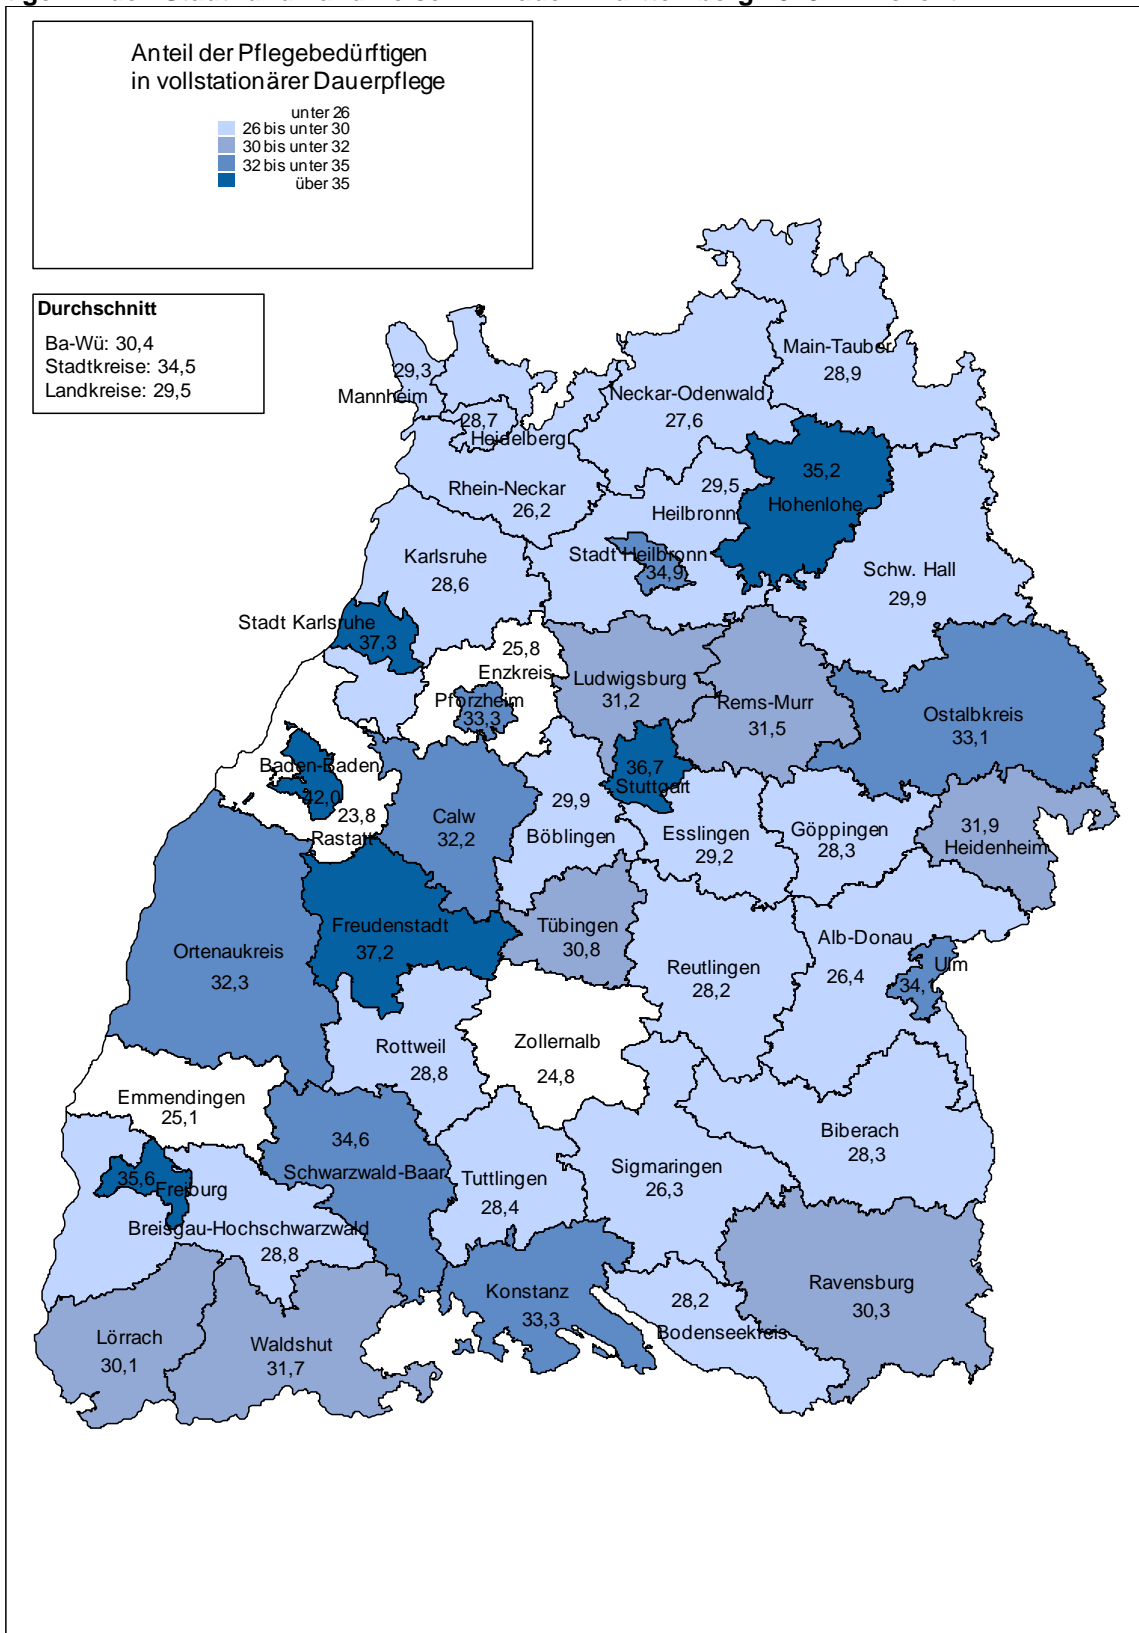 Anteil der Pflegebedürftigen
in vollstationärer Dauerpflege
unter 26
26 bis unter 30
30 bis unter 32
32 bis unter 35
über 35
Durchschnitt
Ba-Wü: 30,4
Stadtkreise: 34,5
Landkreise: 29,5
Main-Tauber
28,9
29,3
Mannheim
Neckar-Odenwald
27,6
28,7
Heidelberg
35,2
Hohenlohe
Rhein-Neckar
26,2
29,5
Heilbronn
Karlsruhe
28,6
Stadt Heilbronn
34,9
Schw. Hall
29,9
Stadt Karlsruhe
37,3
25,8
Enzkreis
Pforzheim
33,3
Ludwigsburg
31,2
Rems-Murr
31,5
Ostalbkreis
33,1
Baden-Baden
42,0
23,8
Rastatt
36,7
Stuttgart
Calw
32,2
29,9
Böblingen
Esslingen
29,2
Göppingen
28,3
31,9
Heidenheim
Freudenstadt
37,2
Tübingen
30,8
Ortenaukreis
32,3
Reutlingen
28,2
Alb-Donau
26,4
Ulm
34,1
Rottweil
28,8
Zollernalb
24,8
Emmendingen
25,1
34,6
Schwarzwald-Baar
Biberach
28,3
35,6
Freiburg
Tuttlingen
28,4
Sigmaringen
26,3
Breisgau-Hochschwarzwald
28,8
Konstanz
33,3
28,2
Bodenseekreis
Ravensburg
30,3
Lörrach
30,1
Waldshut
31,7